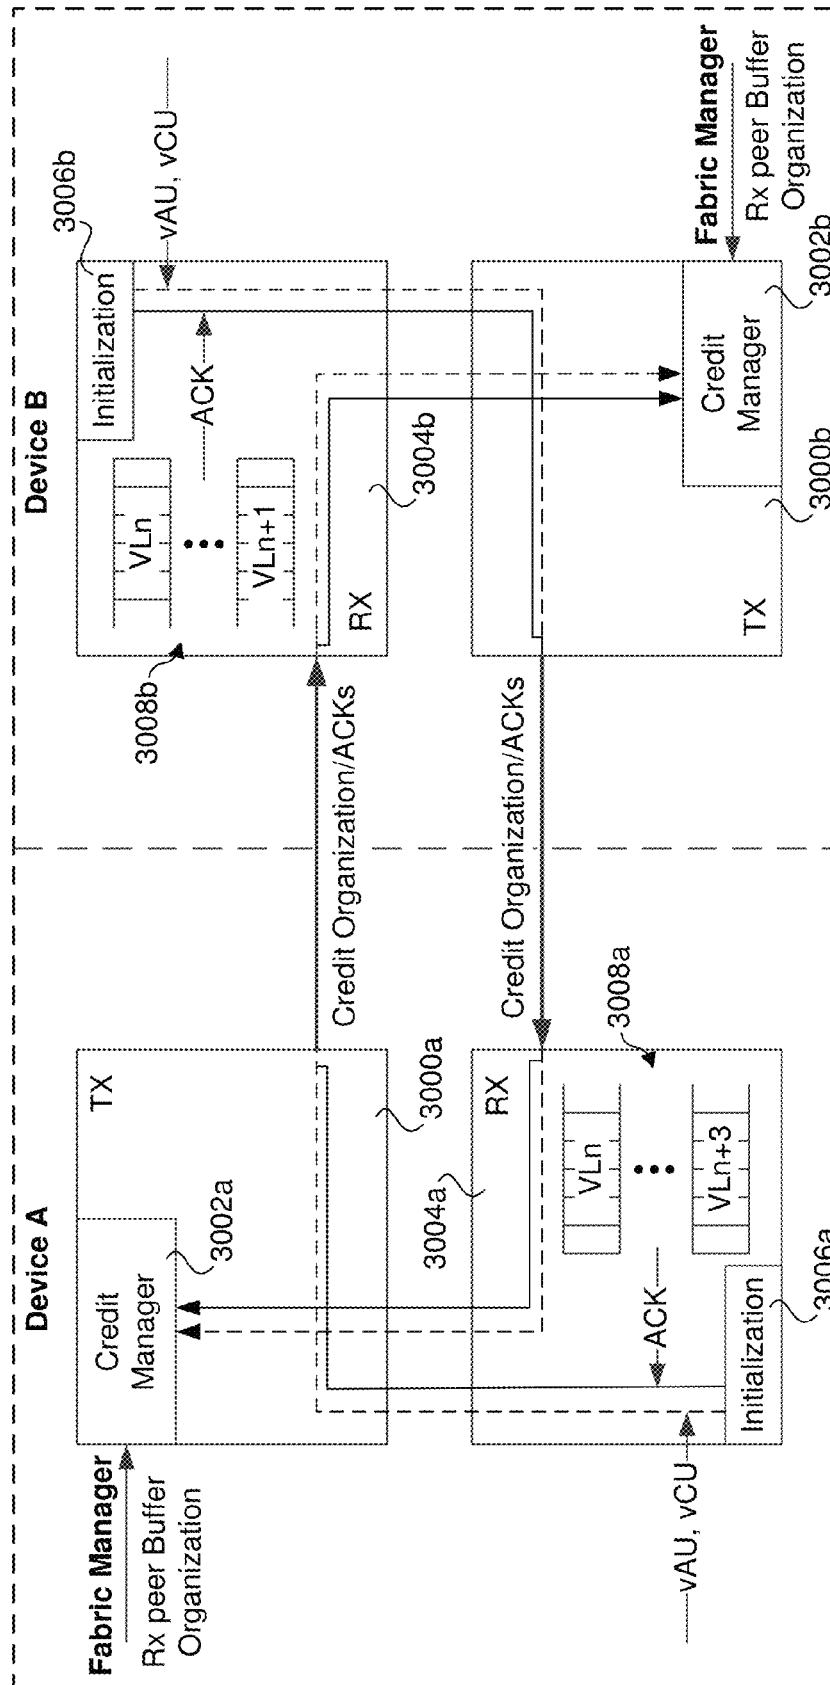 Device A
Device B
Fabric Manager
Rx peer Buffer
Organization
Credit
Manager
3002a
TX
3000a
Credit Organization/ACKs
3008b
VLn
VLn+1
Initialization
3006b
ACK
vAU, vCU
RX
3004b
vAU, vCU
Initialization
3006a
ACK
3004a
RX
VLn
VLn+3
3008a
Credit Organization/ACKs
TX
3000b
Credit
Manager
3002b
Fabric Manager
Rx peer Buffer
Organization